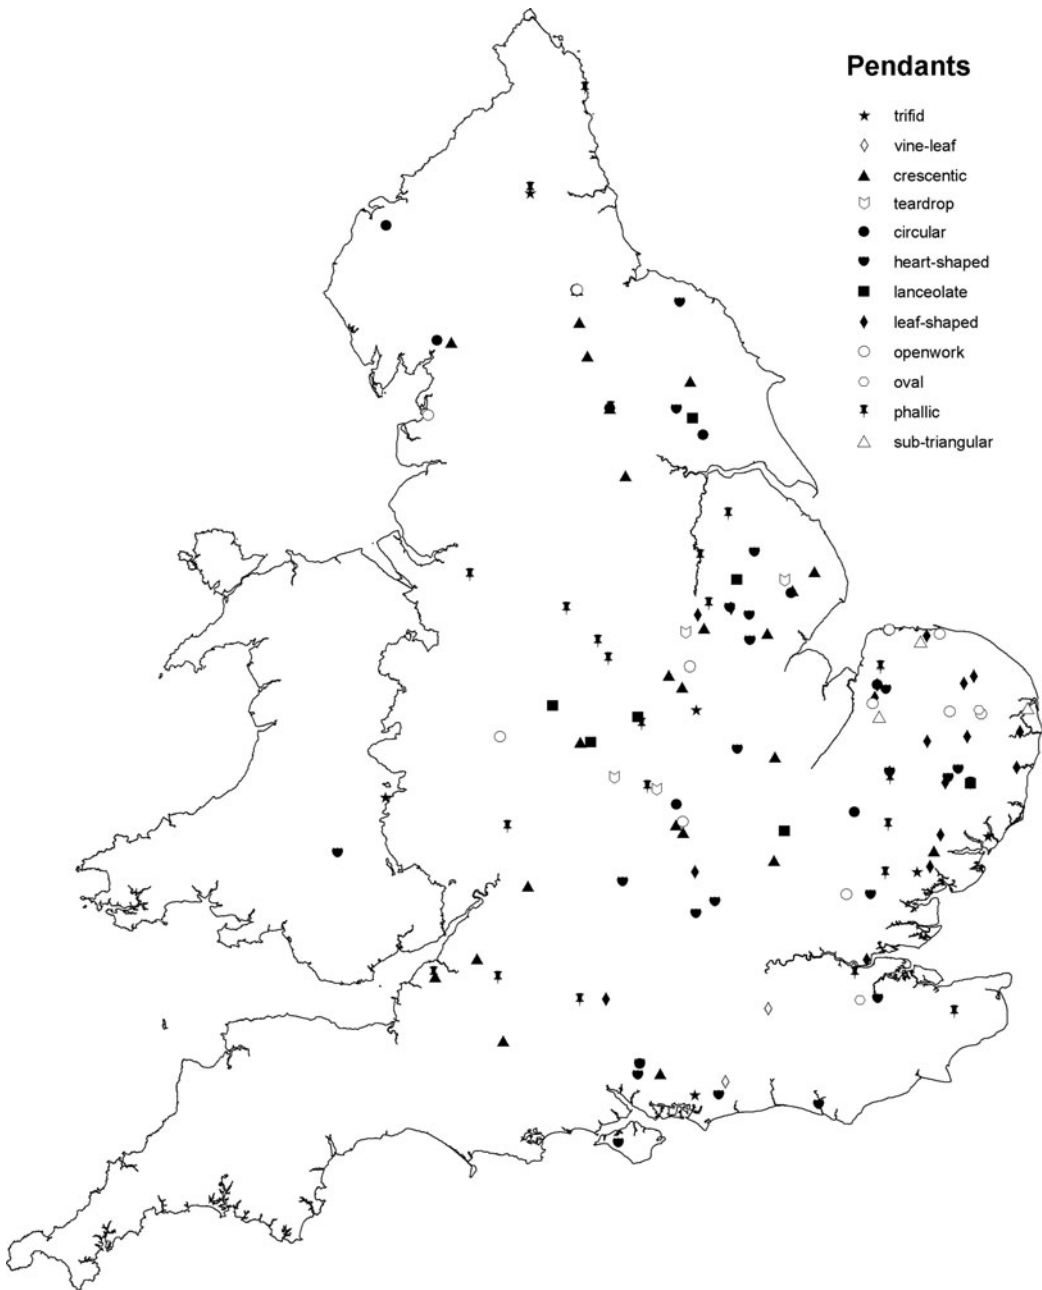 Pendants
trifid
vine-leaf
crescentic
teardrop
circular
heart-shaped
lanceolate
leaf-shaped
openwork
oval
phallic
sub-triangular